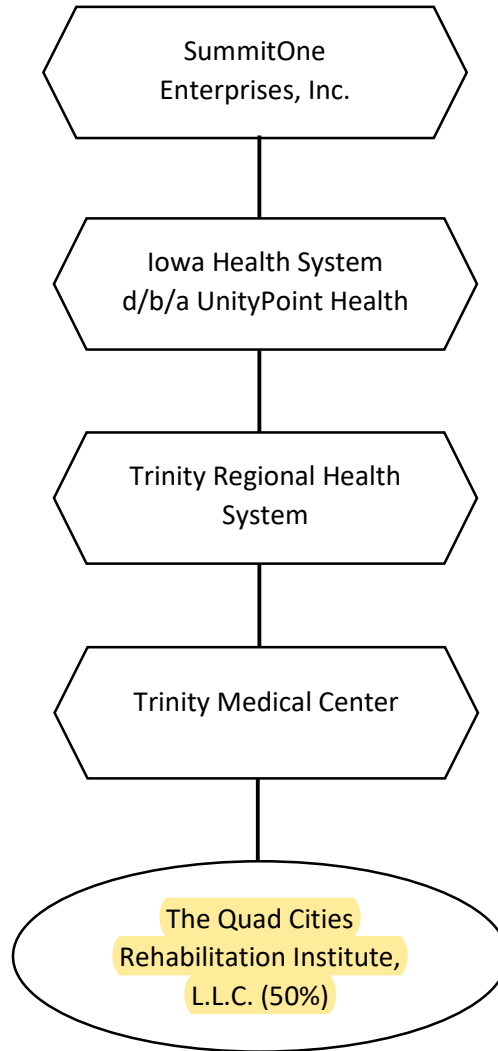 SummitOne
Enterprises, Inc.
Iowa Health System
d/b/a UnityPoint Health
Trinity Regional Health
System
Trinity Medical Center
The Quad Cities
Rehabilitation Institute,
L.L.C. (50%)